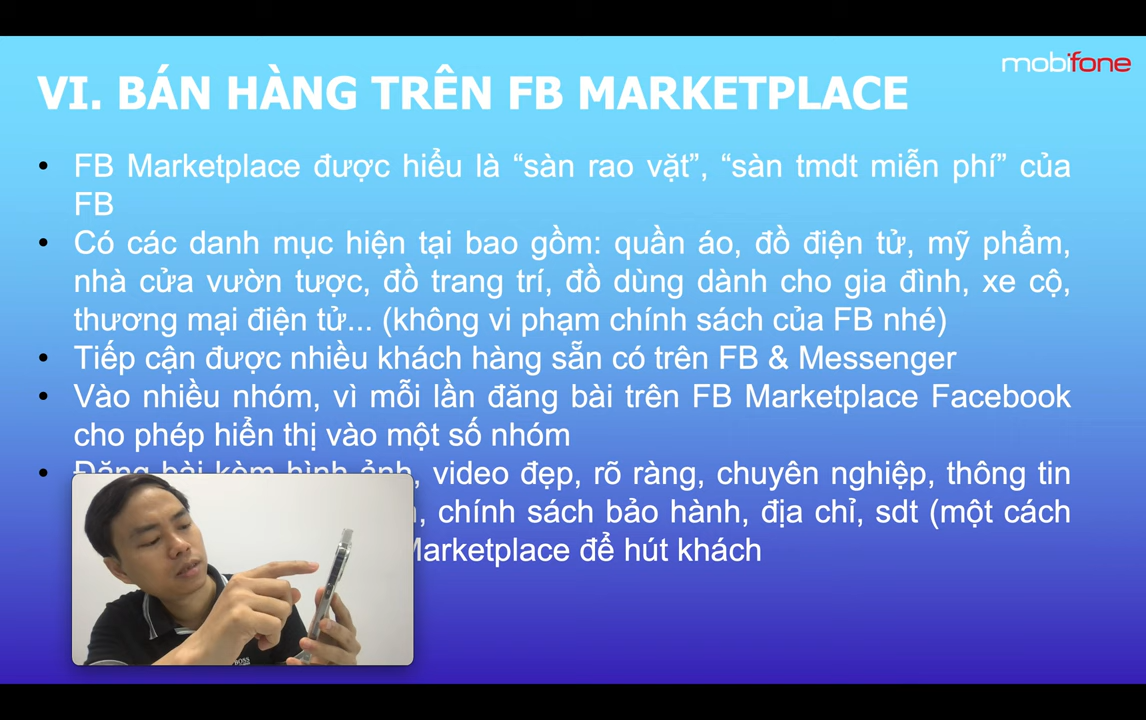 mobifone
VI. BÁN HÀNG TRÊN FB MARKETPLACE
• FB Marketplace được hiểu là “sàn rao vặt”, “sàn tmdt miễn phí” của
FB
• Có các danh mục hiện tại bao gồm: quần áo, đồ điện tử, mỹ phẩm,
nhà cửa vườn tược, đồ trang trí, đồ dùng dành cho gia đình, xe cộ,
thương mại điện tử... (không vi phạm chính sách của FB nhé)
• Tiếp cận được nhiều khách hàng sẵn có trên FB & Messenger
• Vào nhiều nhóm, vì mỗi lần đăng bài trên FB Marketplace Facebook
cho phép hiển thị vào một số nhóm
• Đăng bài kèm hình ảnh, video đẹp, rõ ràng, chuyên nghiệp, thông tin
, chính sách bảo hành, địa chỉ, sdt (một cách
Marketplace để hút khách
BOSS